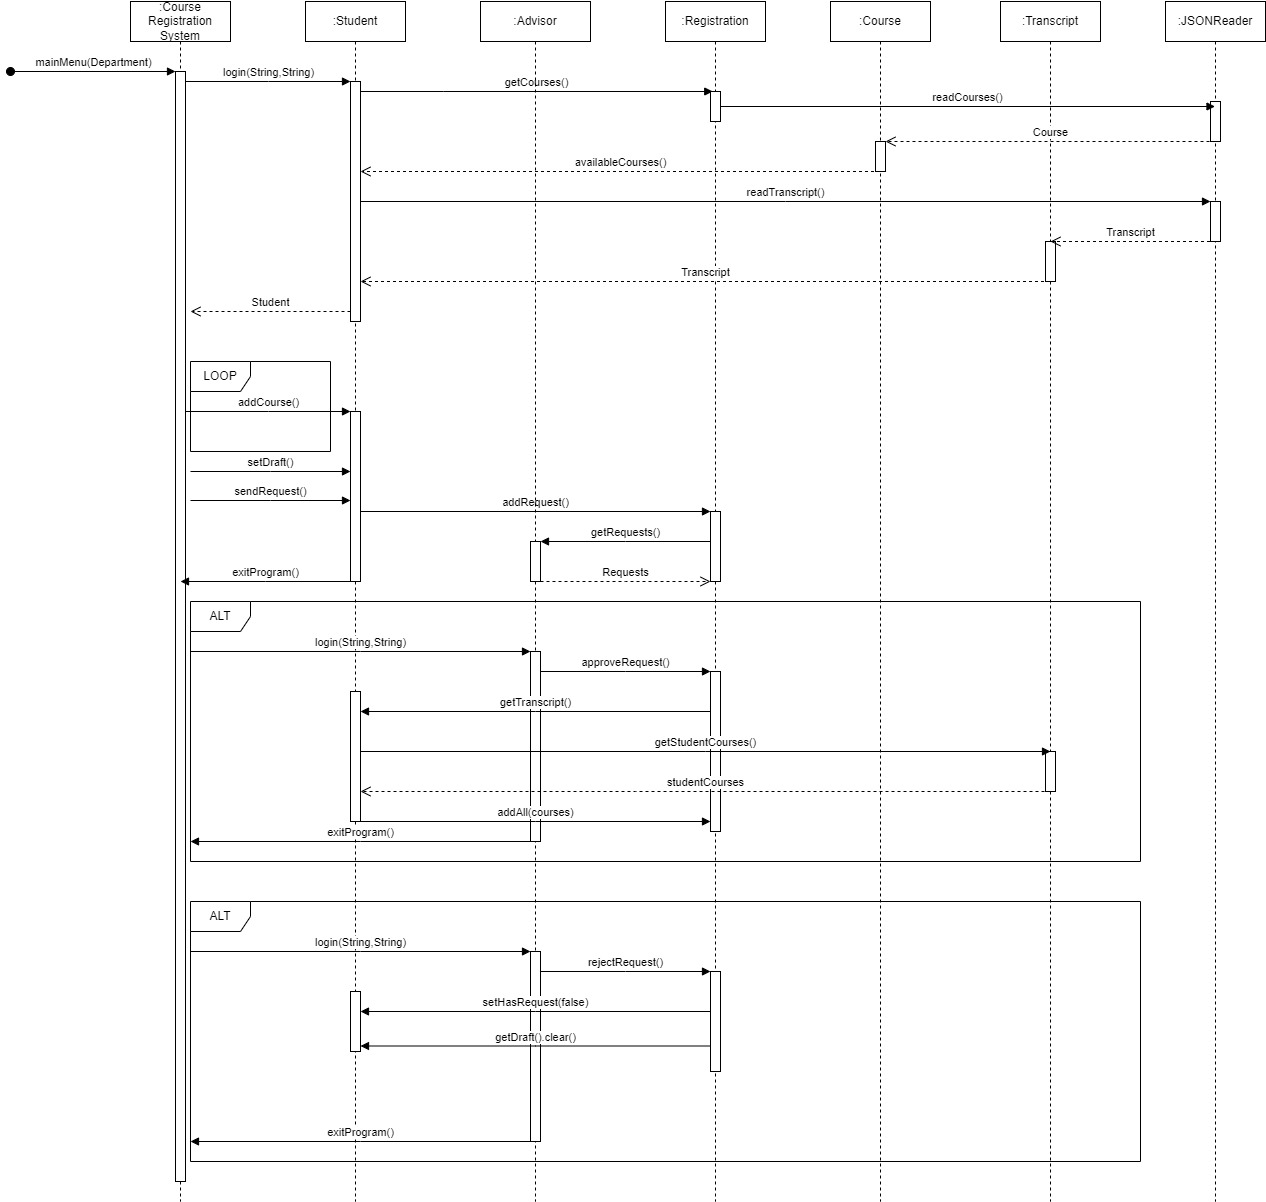 :Course
Registration
System
:Student
:Advisor
:Registration
:Course
:Transcript
:JSONReader
mainMenu(Department)
login(String,String)
getCourses()
readCourses()
Course
availableCourses()
readTranscript()
Transcript
Transcript
Student
LOOP
addCourse()
setDraft()
sendRequest()
addRequest()
getRequests()
exitProgram()
Requests
ALT
login(String,String)
approveRequest()
getTranscript()
getStudentCourses()
studentCourses
addAll(courses)
exitProgram()
ALT
login(String,String)
rejectRequest()
setHasRequest(false)
getDraft().clear()
exitProgram()